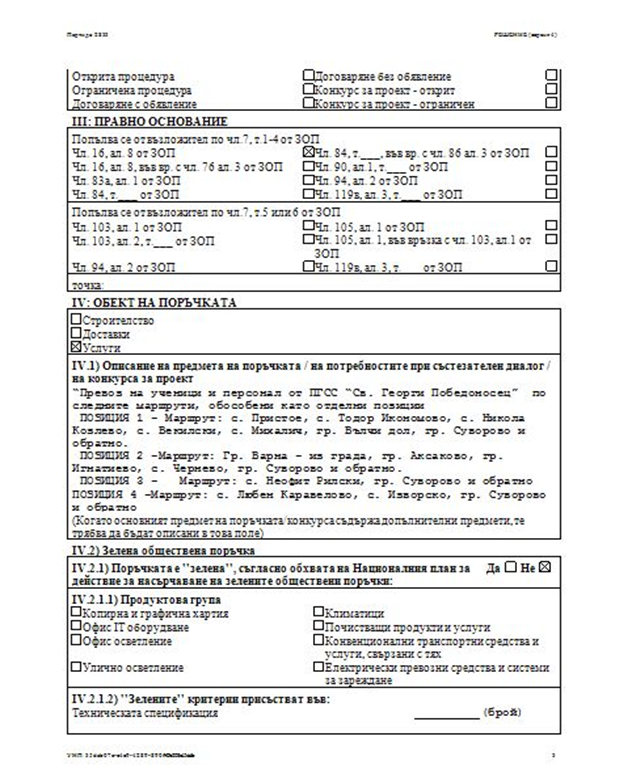 РЕШЕНИЕ
Открита процедура ☐ Договаряне без обявление ☐
Ограничена процедура ☐ Конкурс за проект - открит ☐
Договаряне с обявление ☐ Конкурс за проект - ограничен ☐
III: ПРАВНО ОСНОВАНИЕ
Попълва се от възложител по чл.7, т.1-4 от ЗОП
Чл. 16, ал. 8 от ЗОП ☒ Чл. 84, т.___, във вр. с чл. 86 ал. 3 от ЗОП ☐
Чл. 16, ал. 8, във вр. с чл. 76 ал. 3 от ЗОП ☐ Чл. 90, ал.1, т.___ от ЗОП ☐
Чл. 83а, ал. 1 от ЗОП ☐ Чл. 94, ал. 2 от ЗОП ☐
Чл. 84, т.___ от ЗОП ☐ Чл. 119в, ал. 3, т.___ от ЗОП ☐
Попълва се от възложител по чл.7, т.5 или 6 от ЗОП
Чл. 103, ал. 1 от ЗОП ☐ Чл. 105, ал. 1 от ЗОП ☐
Чл. 103, ал. 2, т.___ от ЗОП ☐ Чл. 105, ал. 1, във връзка с чл. 103, ал.1 от ☐
ЗОП
Чл. 94, ал. 2 от ЗОП ☐ Чл. 119в, ал. 3, т.___ от ЗОП ☐
точка:
IV: ОБЕКТ НА ПОРЪЧКАТА
☐ Строителство
☐ Доставки
☒ Услуги
IV.1) Описание на предмета на поръчката / на потребностите при състезателен диалог /
на конкурса за проект
“Превоз на ученици и персонал от ПГСС “Св. Георги Победоносец” по
следните маршрути, обособени като отделни позиции
ПОЗИЦИЯ 1 – Маршрут: с. Пристое, с. Тодор Икономово, с. Никола
Козлево, с. Векилски, с. Михалич, гр. Вълчи дол, гр. Суворово и
обратно.
ПОЗИЦИЯ 2 –Маршрут: Гр. Варна – из града, гр. Аксаково, гр.
Игнатиево, с. Чернево, гр. Суворово и обратно.
ПОЗИЦИЯ 3 – Маршрут: с. Неофит Рилски, гр. Суворово и обратно
ПОЗИЦИЯ 4 –Маршрут: с. Любен Каравелово, с. Изворско, гр. Суворово
и обратно
(Когато основният предмет на поръчката/конкурса съдържа допълнителни предмети, те
трябва да бъдат описани в това поле)
IV.2) Зелена обществена поръчка
IV.2.1) Поръчката е "зелена", съгласно обхвата на Националния план за Да ☐ Не ☒
действие за насърчаване на зелените обществени поръчки:
IV.2.1.1) Продуктова група
☐ Копирна и графична хартия ☐ Климатици
☐ Офис IT оборудване ☐ Почистващи продукти и услуги
☐ Офис осветление ☐ Конвенционални транспортни средства и
услуги, свързани с тях
☐ Улично осветление ☐ Електрически превозни средства и системи
за зареждане
IV.2.1.2) "Зелените" критерии присъстват във:
Техническа спецификация ___________ (брой)
УНП: